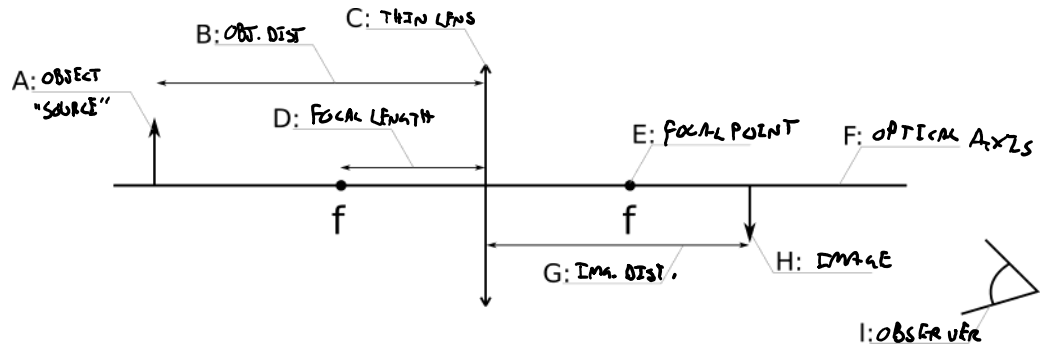 C: THIN LENS
B: OBJ. DIST
A: OBJECT
"SOURCE"
D: FOCAL LENGTH
E: FOCAL POINT
F: OPTICAL AXIS
f
f
G: IMG. DIST.
H: IMAGE
I: OBSERVER